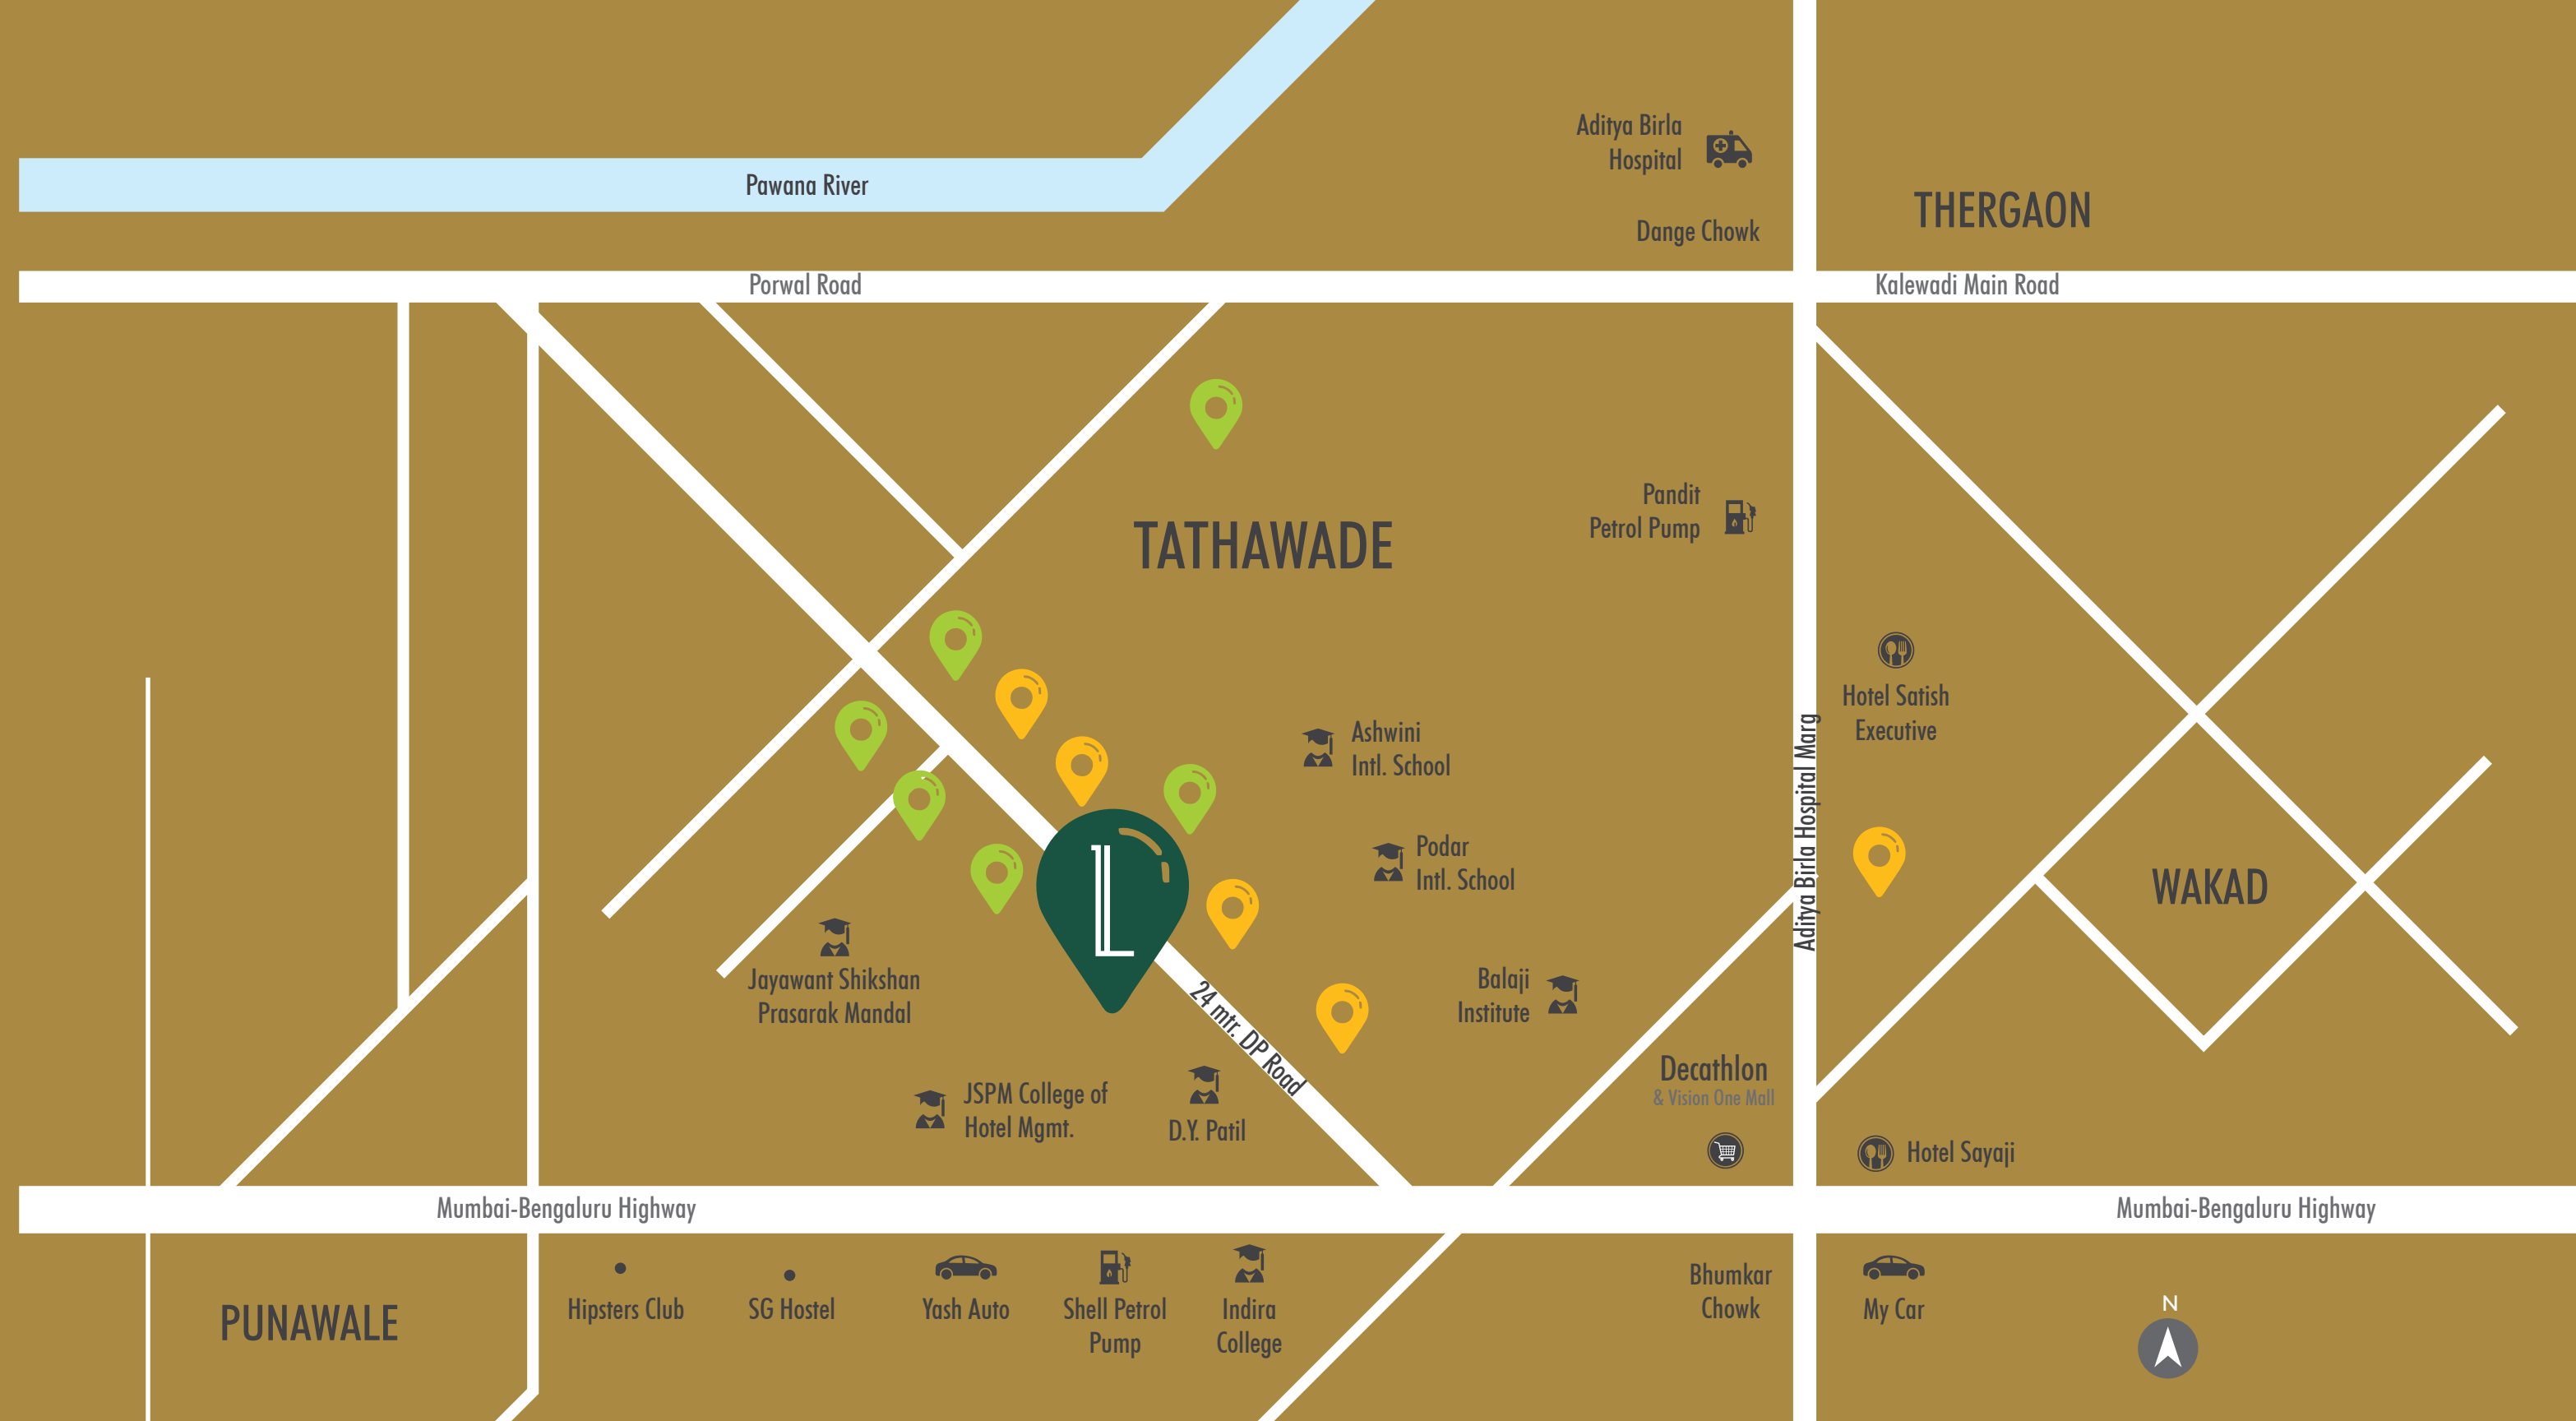 Aditya Birla
Hospital
Pawana River
THERGAON
Dange Chowk
Porwal Road
Kalewadi Main Road
Pandit
Petrol Pump
TATHAWADE
Hotel Satish
Executive
Ashwini
Intl. School
Aditya Birla Hospital Marg
Podar
Intl. School
WAKAD
L
Jayawant Shikshan
Prasarak Mandal
Balaji
Institute
24 mtr. DP Road
Decathlon
& Vision One Mall
JSPM College of
Hotel Mgmt.
D.Y. Patil
Hotel Sayaji
Mumbai-Bengaluru Highway
Mumbai-Bengaluru Highway
PUNAWALE
Hipsters Club
SG Hostel
Yash Auto
Shell Petrol
Pump
Indira
College
Bhumkar
Chowk
My Car
N